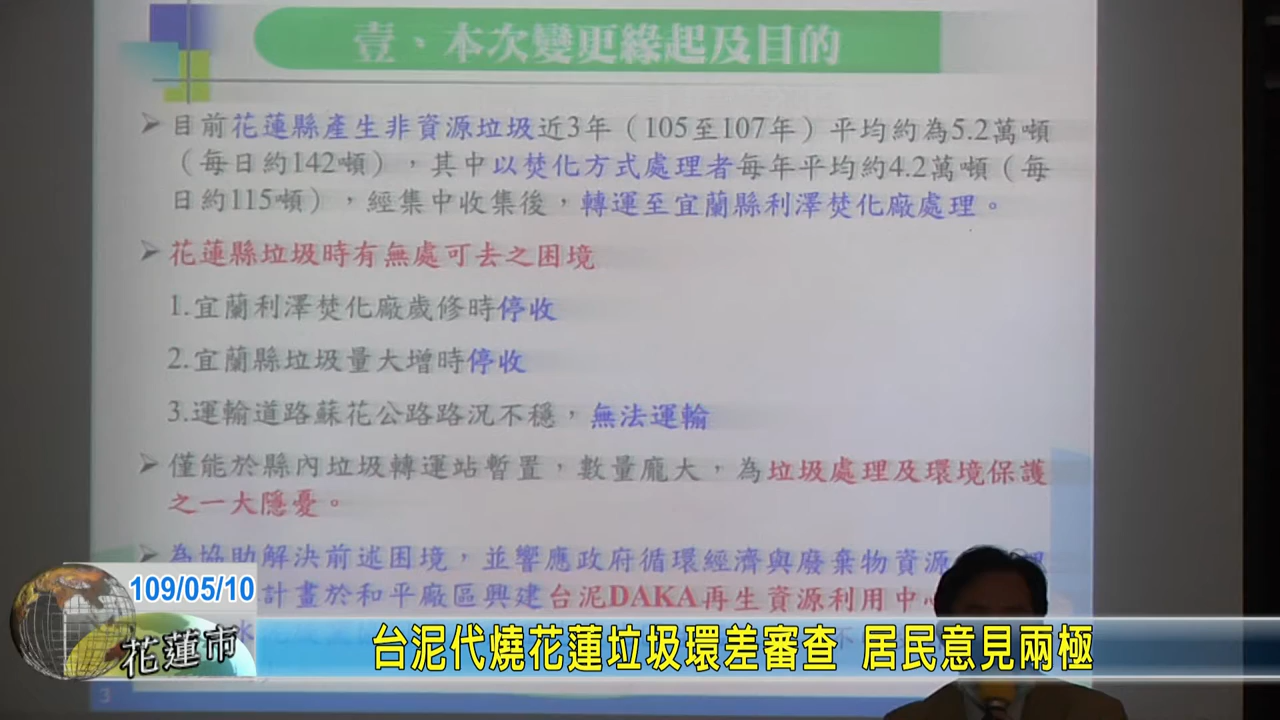 壹、本次變更緣起及目的
➤目前花蓮縣產生非資源垃圾近3年（105至107年）平均約為5.2萬噸
（每日約142噸），其中以焚化方式處理者每年平均約4.2萬噸（每
日約115噸），經集中收集後，轉運至宜蘭縣利澤焚化廠處理。
➤花蓮縣垃圾時有無處可去之困境
1.宜蘭利澤焚化廠歲修時停收
2.宜蘭縣垃圾量大增時停收
3.運輸道路蘇花公路路況不穩，無法運輸
➤僅能於縣內垃圾轉運站暫置，數量龐大，為垃圾處理及環境保護
之一大隱憂。
➤為協助解決前述困境，並響應政府循環經濟與廢棄物資源
計畫於和平廠區興建台泥DAKA再生資源利用中心
109/05/10
花蓮市
台泥代燒花蓮垃圾環差審查 居民意見兩極
3